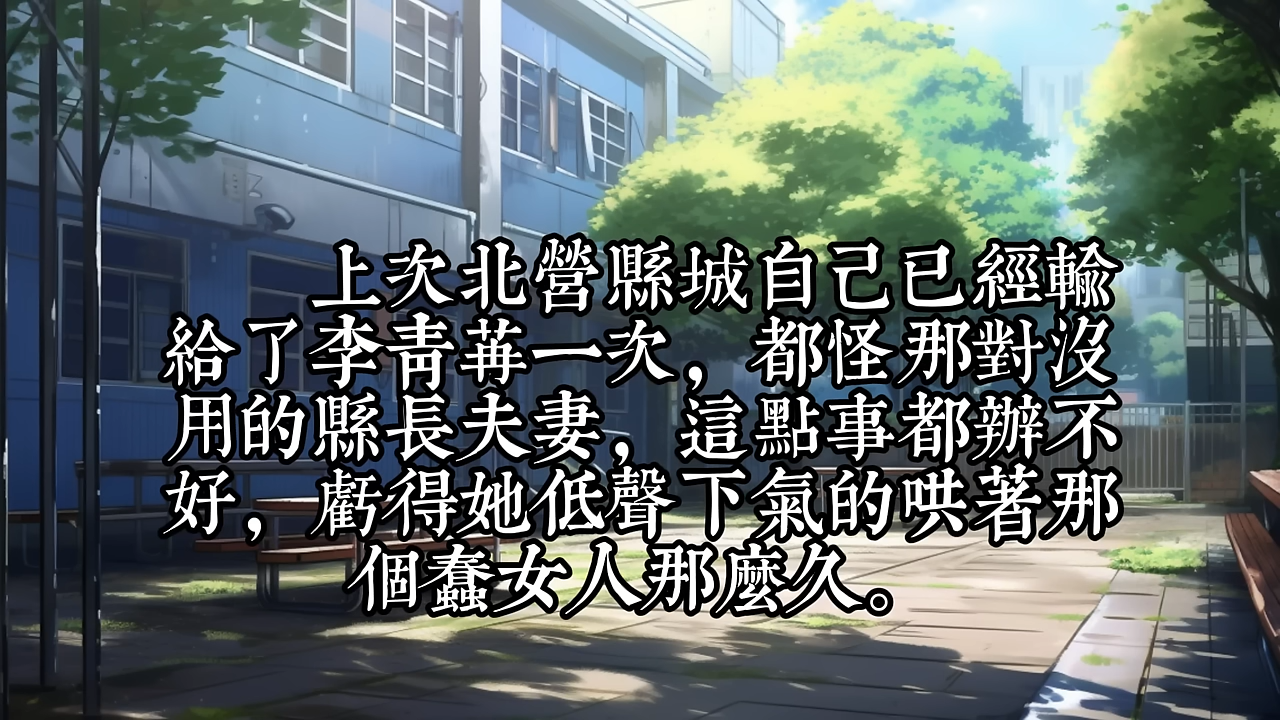 上次北營縣城自己已經輸
給了李青苒一次，都怪那對沒
用的縣長夫妻，這點事都辦不
好，虧得她低聲下氣的哄著那
個蠢女人那麼久。